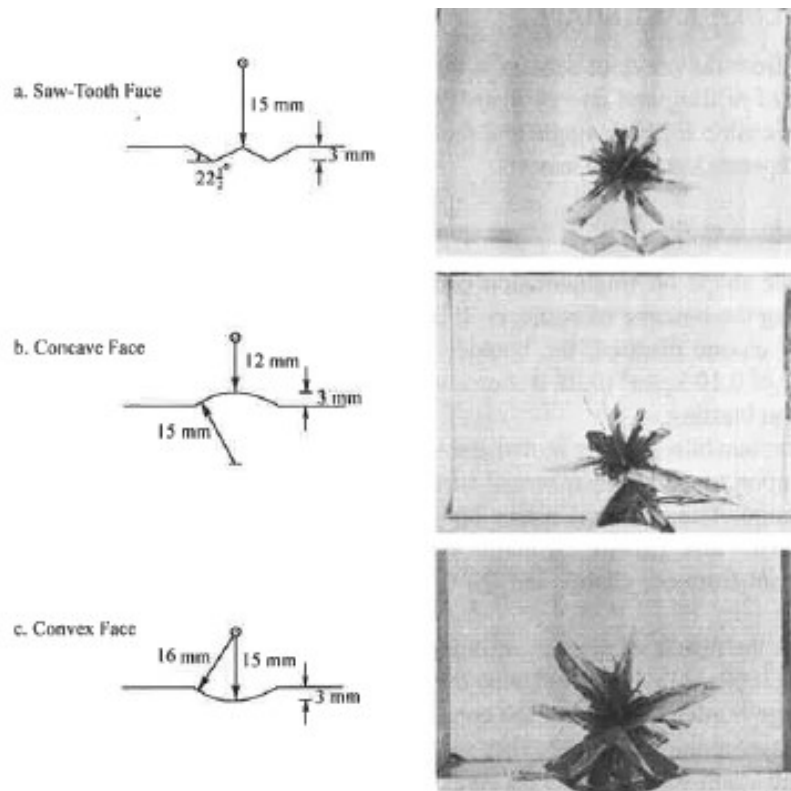 a. Saw-Tooth Face
15 mm
3 mm
22½°
b. Concave Face
12 mm
3 mm
15 mm
c. Convex Face
16 mm
15 mm
3 mm